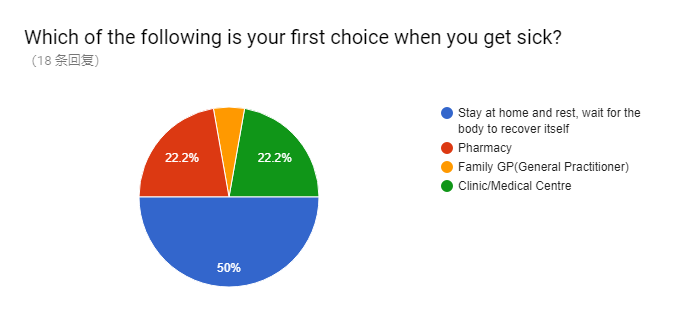 Which of the following is your first choice when you get sick?
（18 条回复）
Stay at home and rest, wait for the
body to recover itself
Pharmacy
Family GP(General Practitioner)
Clinic/Medical Centre
22.2%
22.2%
50%